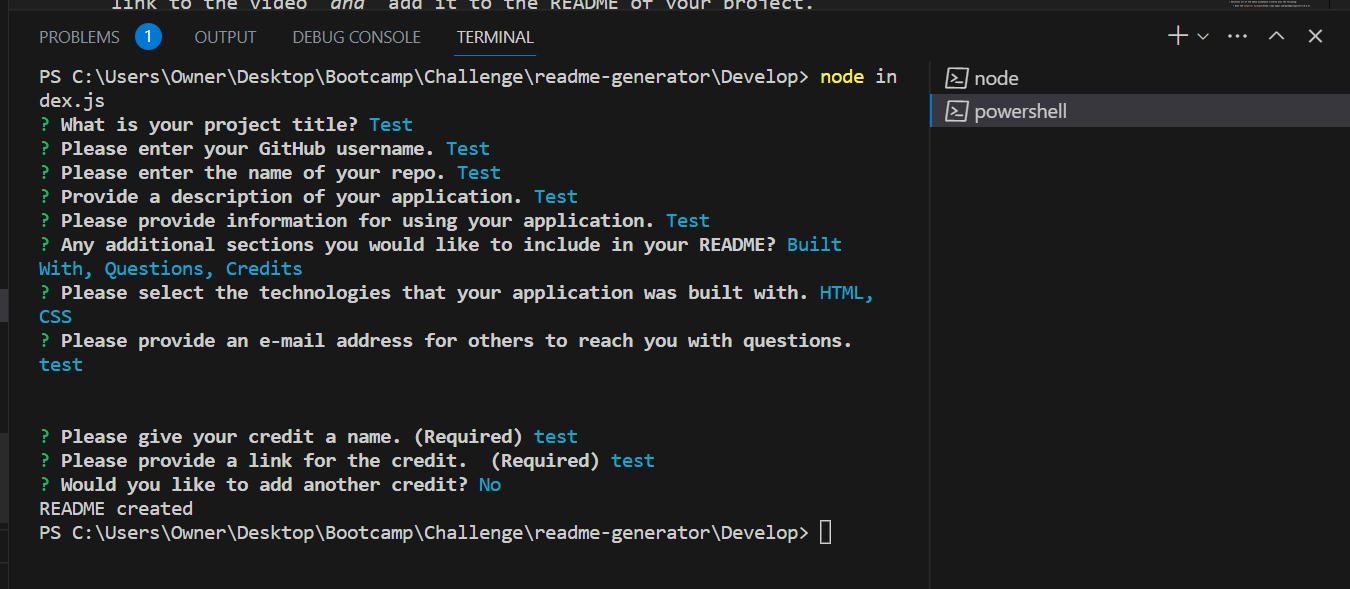 link to the video *and* add it to the README of your project.
PROBLEMS 1 OUTPUT DEBUG CONSOLE TERMINAL
PS C:\Users\Owner\Desktop\Bootcamp\Challenge\readme-generator\Develop> node in
dex.js
? What is your project title? Test
? Please enter your GitHub username. Test
? Please enter the name of your repo. Test
? Provide a description of your application. Test
? Please provide information for using your application. Test
? Any additional sections you would like to include in your README? Built
With, Questions, Credits
? Please select the technologies that your application was built with. HTML,
CSS
? Please provide an e-mail address for others to reach you with questions.
test
? Please give your credit a name. (Required) test
? Please provide a link for the credit.  (Required) test
? Would you like to add another credit? No
README created
PS C:\Users\Owner\Desktop\Bootcamp\Challenge\readme-generator\Develop>
node
powershell